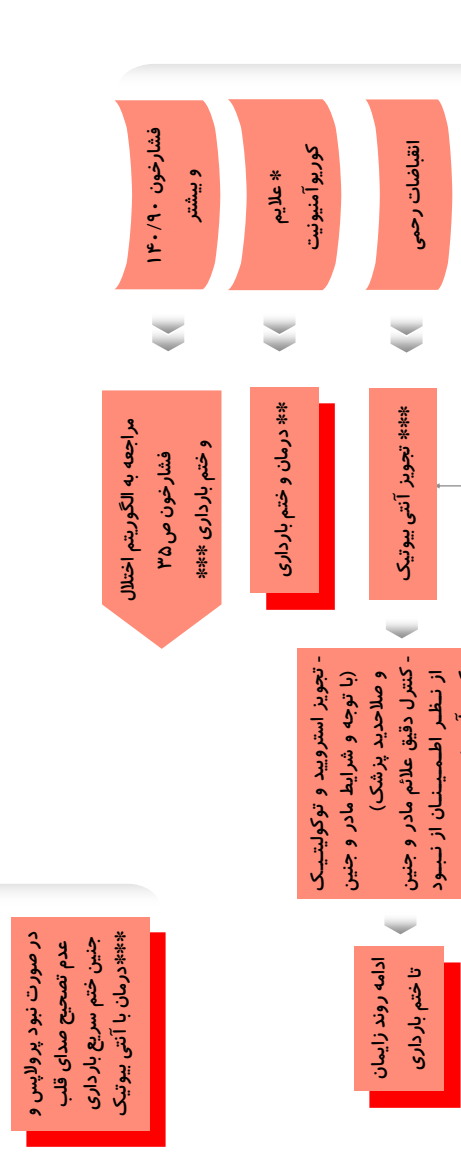 انقباضات رحمی
* علایم
کوریوآمنیونیت
فشارخون ۱۴۰/۹۰
و بیشتر
*** تجویز آنتی بیوتیک
** درمان و ختم بارداری
مراجعه به الگوریتم اختلال
فشارخون ص۳۵
و ختم بارداری ***
- تجویز استرویید و توکولیتیک
(با توجه و شرایط مادر و جنین
و صلاحدید پزشک)
- کنترل دقیق علائم مادر و جنین
از نظر اطمینان از نبود
ادامه روند زایمان
تا ختم بارداری
در صورت نبود پرولاپس و
عدم تصحیح صدای قلب
جنین ختم سریع بارداری
***درمان با آنتی بیوتیک